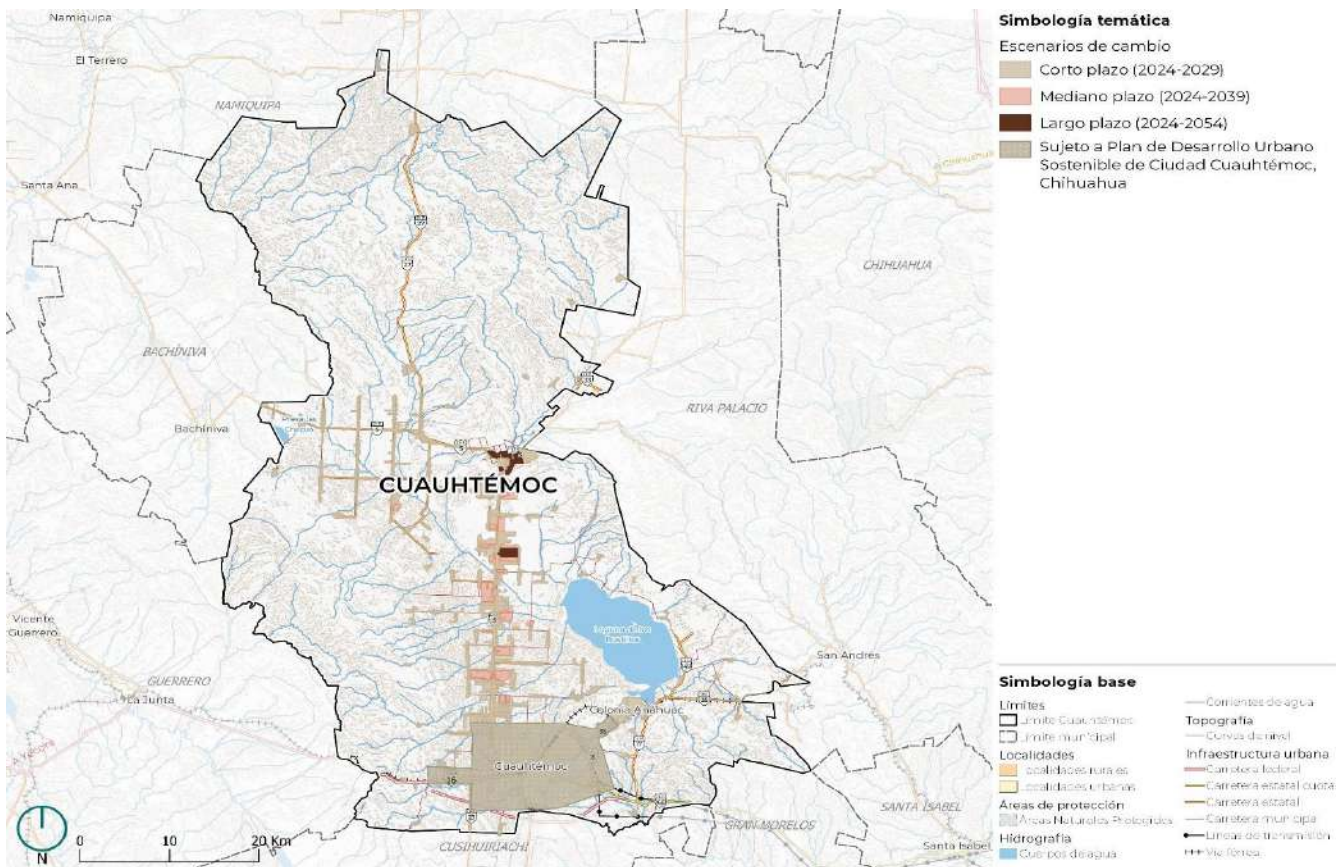 Namiquipa
El Terrero
NAMIQUIPA
Santa Ana
CHIHUAHUA
BACHÍNIVA
RIVA PALACIO
Bachíniva
5
5
CUAUHTÉMOC
Vicente
Guerrero
San Andrés
GUERRERO
La Junta
Colonia Anáhuac
Cuauhtémoc
16
SANTA ISABEL
GRAN MORELOS
CUSIHUIRIACHI
Santa Isabel
N
0 10 20 Km
Simbología temática
Escenarios de cambio
Corto plazo (2024-2029)
Mediano plazo (2024-2039)
Largo plazo (2024-2054)
Sujeto a Plan de Desarrollo Urbano
Sostenible de Ciudad Cuauhtémoc,
Chihuahua
Simbología base
Límites
Límite Cuauhtémoc
Límite municipal
Localidades
Localidades rurales
Localidades urbanas
Áreas de protección
Áreas Naturales Protegidas
Hidrografía
Cuerpos de agua
Corrientes de agua
Topografía
Curvas de nivel
Infraestructura urbana
Carretera federal
Carretera estatal cuota
Carretera estatal
Carretera municipal
Líneas de transmisión
Vía férrea